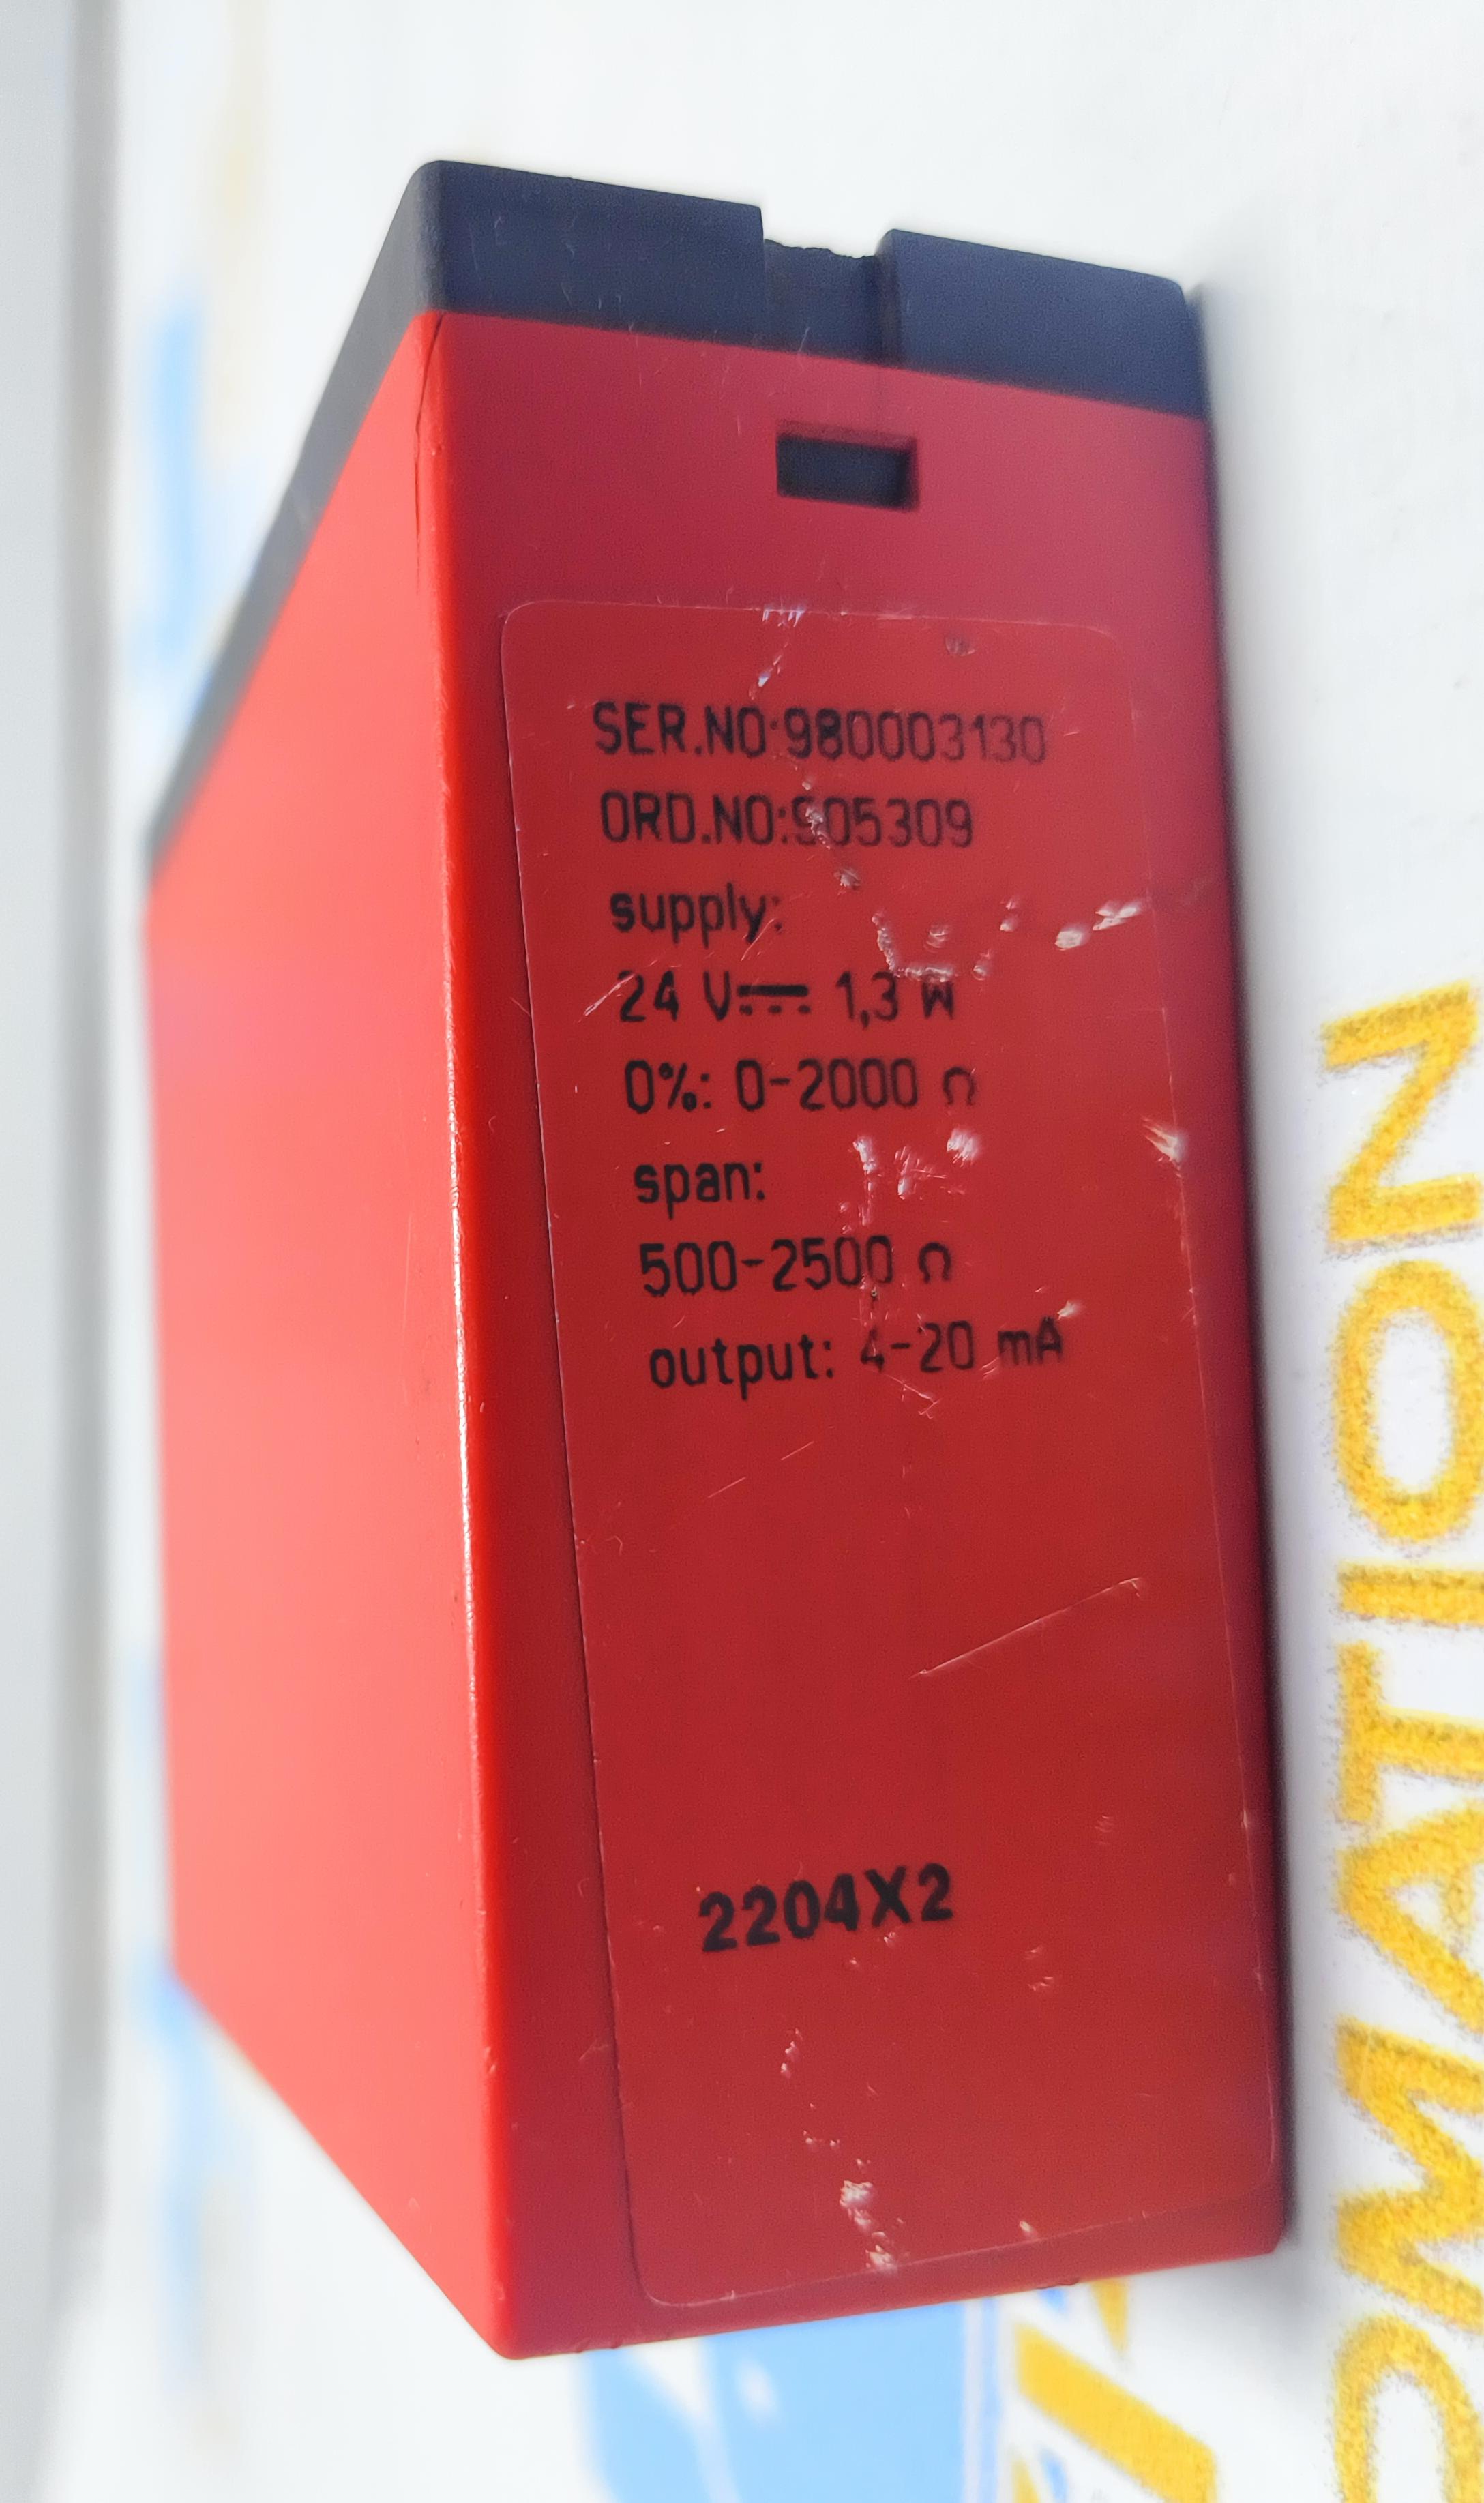 SER.NO:980003130
ORD.NO:905309
supply:
24 V⎓ 1,3 W
0%: 0-2000 Ω
span:
500-2500 Ω
output: 4-20 mA
2204X2
OMATION